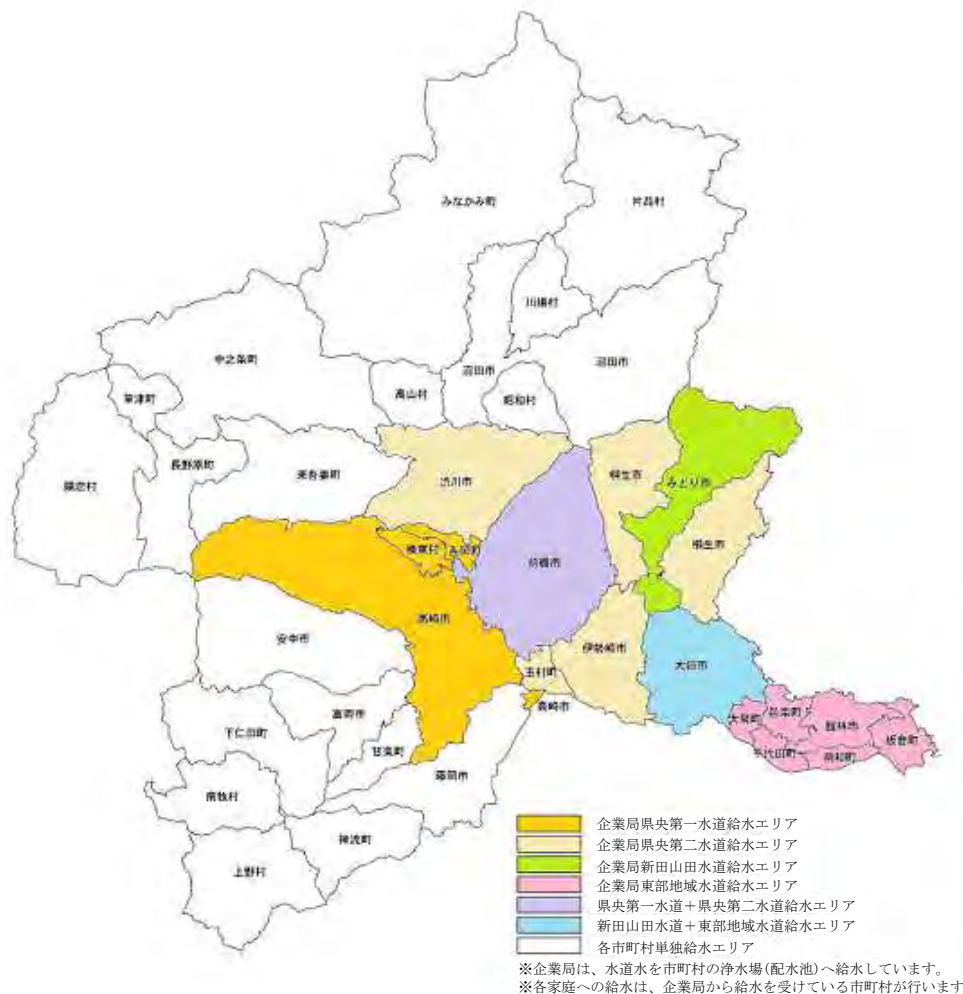 みなかみ町
片品村
川場村
中之条町
沼田市
沼田市
草津町
高山村
昭和村
長野原町
東吾妻町
嬬恋村
渋川市
桐生市
みどり市
榛東村
吉岡町
桐生市
前橋市
高崎市
安中市
伊勢崎市
玉村町
太田市
高崎市
富岡市
大泉町
邑楽町
館林市
下仁田町
甘楽町
千代田町
明和町
板倉町
藤岡市
南牧村
神流町
上野村
企業局県央第一水道給水エリア
企業局県央第二水道給水エリア
企業局新田山田水道給水エリア
企業局東部地域水道給水エリア
県央第一水道＋県央第二水道給水エリア
新田山田水道＋東部地域水道給水エリア
各市町村単独給水エリア
※企業局は、水道水を市町村の浄水場(配水池)へ給水しています。
※各家庭への給水は、企業局から給水を受けている市町村が行います